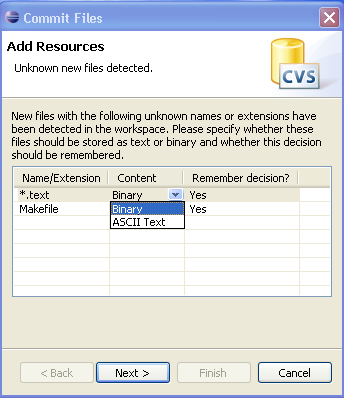 Commit Files
Add Resources
Unknown new files detected.
CVS
New files with the following unknown names or extensions have
been detected in the workspace. Please specify whether these
files should be stored as text or binary and whether this decision
should be remembered.
Name/Extension Content Remember decision?
*.text Binary Yes
Makefile Binary Yes
ASCII Text
< Back Next > Finish Cancel